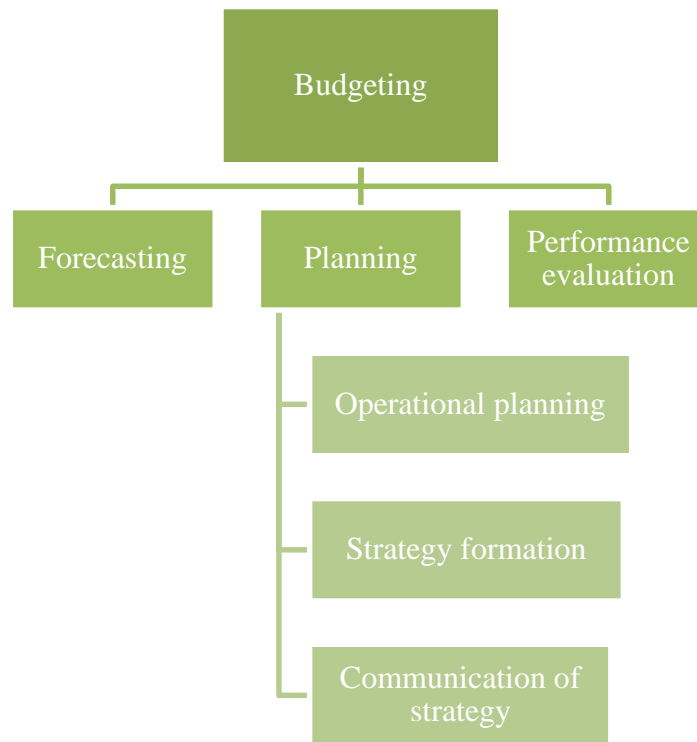 Budgeting
Forecasting
Planning
Performance
evaluation
Operational planning
Strategy formation
Communication of
strategy